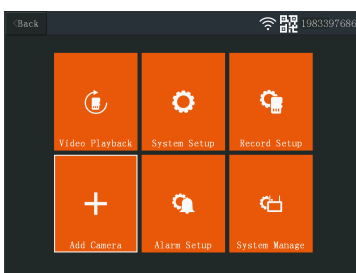 <Back
1983397686
Video Playback
System Setup
Record Setup
Add Camera
Alarm Setup
System Manage